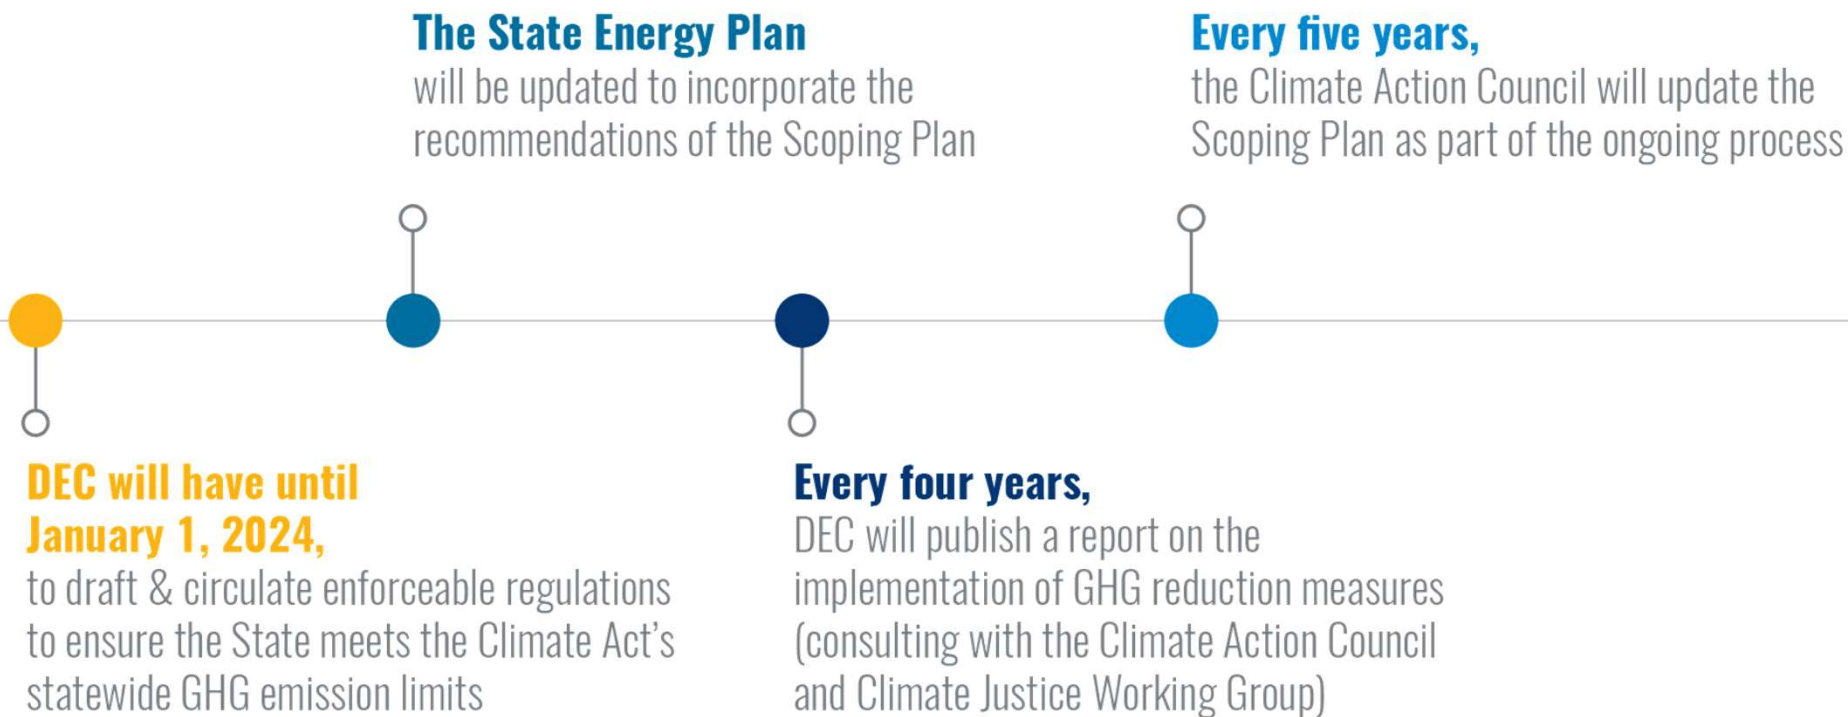 The State Energy Plan
will be updated to incorporate the
recommendations of the Scoping Plan
Every five years,
the Climate Action Council will update the
Scoping Plan as part of the ongoing process
DEC will have until
January 1, 2024,
to draft & circulate enforceable regulations
to ensure the State meets the Climate Act’s
statewide GHG emission limits
Every four years,
DEC will publish a report on the
implementation of GHG reduction measures
(consulting with the Climate Action Council
and Climate Justice Working Group)